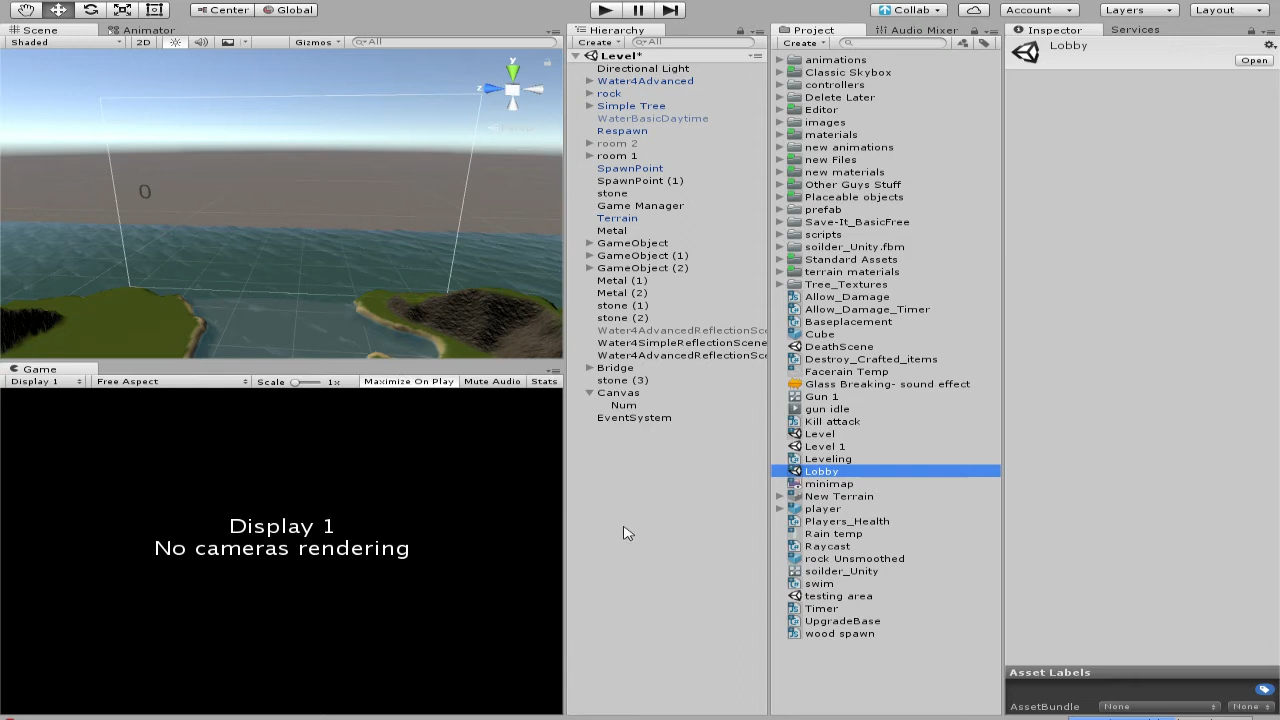 Center Global Collab Account Layers Layout
Scene Animator
Shaded 2D Gizmos All
y
z
0
Game
Display 1 Free Aspect Scale 1x Maximize On Play Mute Audio Stats
Display 1
No cameras rendering
Hierarchy
Create All
Level*
Directional Light
Water4Advanced
rock
Simple Tree
WaterBasicDaytime
Respawn
room 2
room 1
SpawnPoint
SpawnPoint (1)
stone
Game Manager
Terrain
Metal
GameObject
GameObject (1)
GameObject (2)
Metal (1)
Metal (2)
stone (1)
stone (2)
Water4AdvancedReflectionSce
Water4SimpleReflectionScene
Water4AdvancedReflectionSce
Bridge
stone (3)
Canvas
Num
EventSystem
Project Audio Mixer
Create
animations
Classic Skybox
controllers
Delete Later
Editor
images
materials
new animations
new Files
new materials
Other Guys Stuff
Placeable objects
prefab
Save-It_BasicFree
scripts
soilder_Unity.fbm
Standard Assets
terrain materials
Tree_Textures
Allow_Damage
Allow_Damage_Timer
Baseplacement
Cube
DeathScene
Destroy_Crafted_items
Facerain Temp
Glass Breaking- sound effect
Gun 1
gun idle
Kill attack
Level
Level 1
Leveling
Lobby
minimap
New Terrain
player
Players_Health
Rain temp
Raycast
rock Unsmoothed
soilder_Unity
swim
testing area
Timer
UpgradeBase
wood spawn
Inspector Services
Lobby
Open
Asset Labels
AssetBundle None None